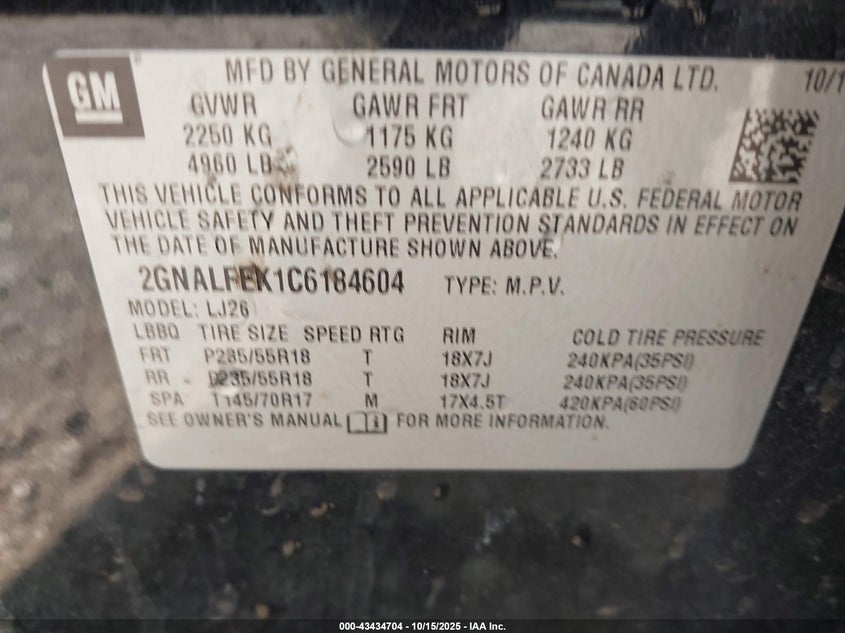 GM
MFD BY GENERAL MOTORS OF CANADA LTD. 10/1
GVWR GAWR FRT GAWR RR
2250 KG 1175 KG 1240 KG
4960 LB 2590 LB 2733 LB
THIS VEHICLE CONFORMS TO ALL APPLICABLE U.S. FEDERAL MOTOR
VEHICLE SAFETY AND THEFT PREVENTION STANDARDS IN EFFECT ON
THE DATE OF MANUFACTURE SHOWN ABOVE.
2GNALFEK1C6184604 TYPE: M.P.V.
MODEL: LJ26
LBBQ TIRE SIZE SPEED RTG RIM COLD TIRE PRESSURE
FRT P235/55R18 T 18X7J 240KPA(35PSI)
RR P235/55R18 T 18X7J 240KPA(35PSI)
SPA T145/70R17 M 17X4.5T 420KPA(60PSI)
SEE OWNER'S MANUAL FOR MORE INFORMATION.
000-43434704 - 10/15/2025 - IAA Inc.